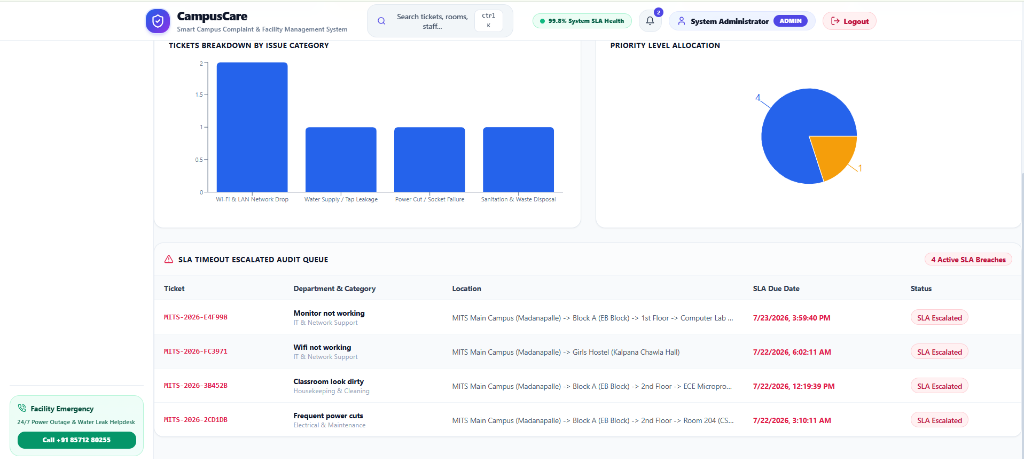 CampusCare
Smart Campus Complaint & Facility Management System
Search tickets, rooms, staff...
ctrl K
99.8% System SLA Health
2
System Administrator
ADMIN
Logout
TICKETS BREAKDOWN BY ISSUE CATEGORY
2
1.5
1
0.5
0
Wi-Fi & LAN Network Drop
Water Supply / Tap Leakage
Power Cut / Socket Failure
Sanitation & Waste Disposal
PRIORITY LEVEL ALLOCATION
4
1
SLA TIMEOUT ESCALATED AUDIT QUEUE
4 Active SLA Breaches
Ticket Department & Category Location SLA Due Date Status
MITS-2026-E4F99B Monitor not working MITS Main Campus (Madanapalle) -> Block A (EB Block) -> 1st Floor -> Computer Lab ... 7/23/2026, 3:59:40 PM SLA Escalated
IT & Network Support
MITS-2026-FC3971 Wifi not working MITS Main Campus (Madanapalle) -> Girls Hostel (Kalpana Chawla Hall) 7/22/2026, 6:02:11 AM SLA Escalated
IT & Network Support
MITS-2026-3B452B Classroom look dirty MITS Main Campus (Madanapalle) -> Block A (EB Block) -> 2nd Floor -> ECE Micropro... 7/22/2026, 12:19:39 PM SLA Escalated
Housekeeping & Cleaning
MITS-2026-2CD1DB Frequent power cuts MITS Main Campus (Madanapalle) -> Block A (EB Block) -> 2nd Floor -> Room 204 (CS... 7/22/2026, 3:10:11 AM SLA Escalated
Electrical & Maintenance
Facility Emergency
24/7 Power Outage & Water Leak Helpdesk
Call +91 85712 80255